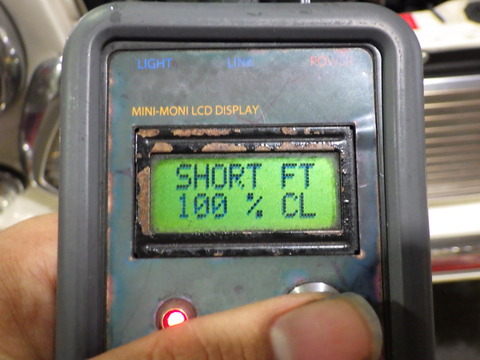 LIGHT LINK POWER
MINI-MONI LCD DISPLAY
SHORT FT
100 % CL